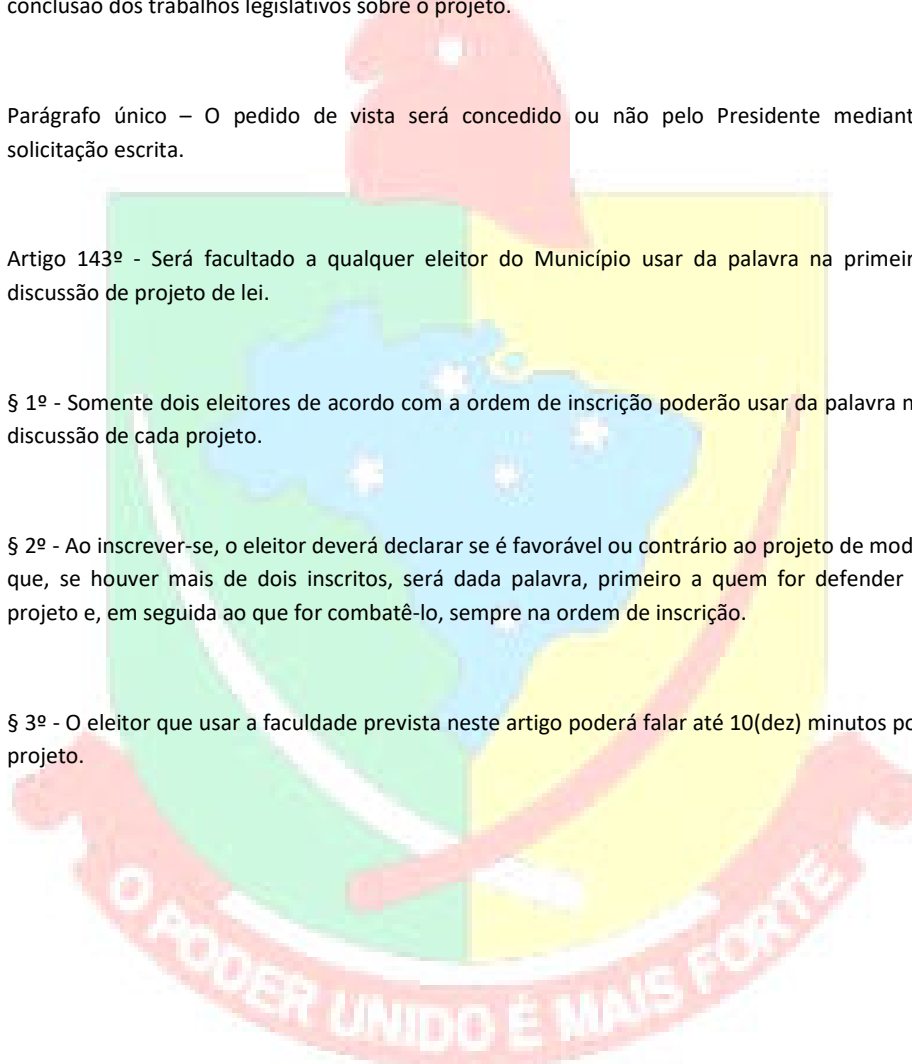 conclusão dos trabalhos legislativos sobre o projeto.
Parágrafo único – O pedido de vista será concedido ou não pelo Presidente mediant
solicitação escrita.
Artigo 143º - Será facultado a qualquer eleitor do Município usar da palavra na primeir
discussão de projeto de lei.
§ 1º - Somente dois eleitores de acordo com a ordem de inscrição poderão usar da palavra n
discussão de cada projeto.
§ 2º - Ao inscrever-se, o eleitor deverá declarar se é favorável ou contrário ao projeto de mod
que, se houver mais de dois inscritos, será dada palavra, primeiro a quem for defender
projeto e, em seguida ao que for combatê-lo, sempre na ordem de inscrição.
§ 3º - O eleitor que usar a faculdade prevista neste artigo poderá falar até 10(dez) minutos po
projeto.
O PODER UNIDO É MAIS FORTE